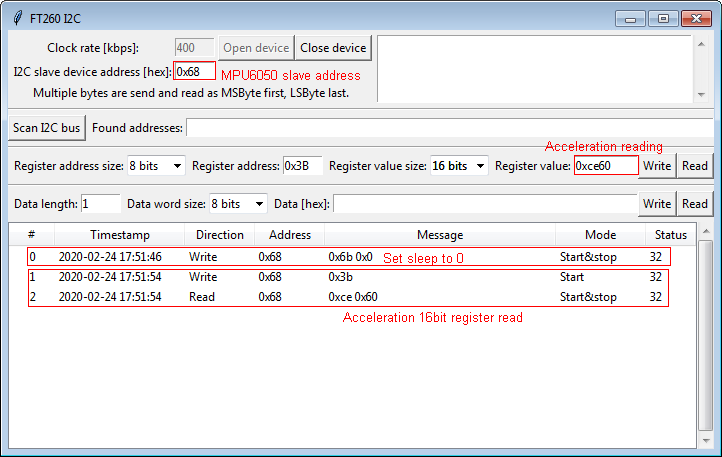 FT260 I2C
Clock rate [kbps]: 400 Open device Close device
I2C slave device address [hex]: 0x68 MPU6050 slave address
Multiple bytes are send and read as MSByte first, LSByte last.
Scan I2C bus Found addresses:
Acceleration reading
Register address size: 8 bits Register address: 0x3B Register value size: 16 bits Register value: 0xce60 Write Read
Data length: 1 Data word size: 8 bits Data [hex]: Write Read
# Timestamp Direction Address Message Mode Status
0 2020-02-24 17:51:46 Write 0x68 0x6b 0x0 Set sleep to 0 Start&stop 32
1 2020-02-24 17:51:54 Write 0x68 0x3b Start 32
2 2020-02-24 17:51:54 Read 0x68 0xce 0x60 Start&stop 32
Acceleration 16bit register read